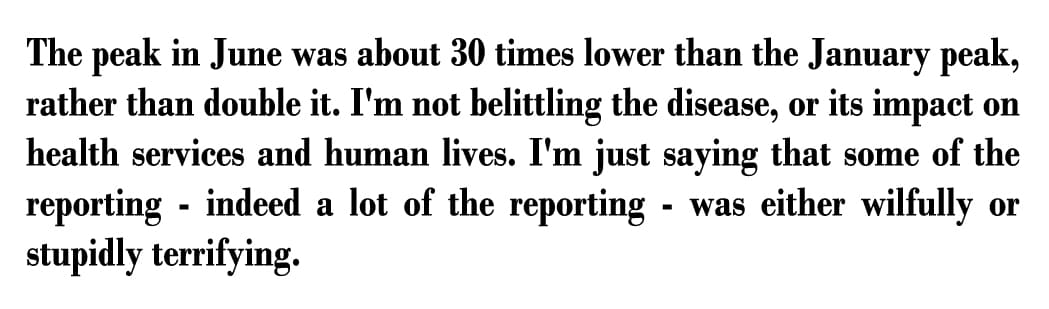 The peak in June was about 30 times lower than the January peak,
rather than double it. I'm not belittling the disease, or its impact on
health services and human lives. I'm just saying that some of the
reporting - indeed a lot of the reporting - was either wilfully or
stupidly terrifying.